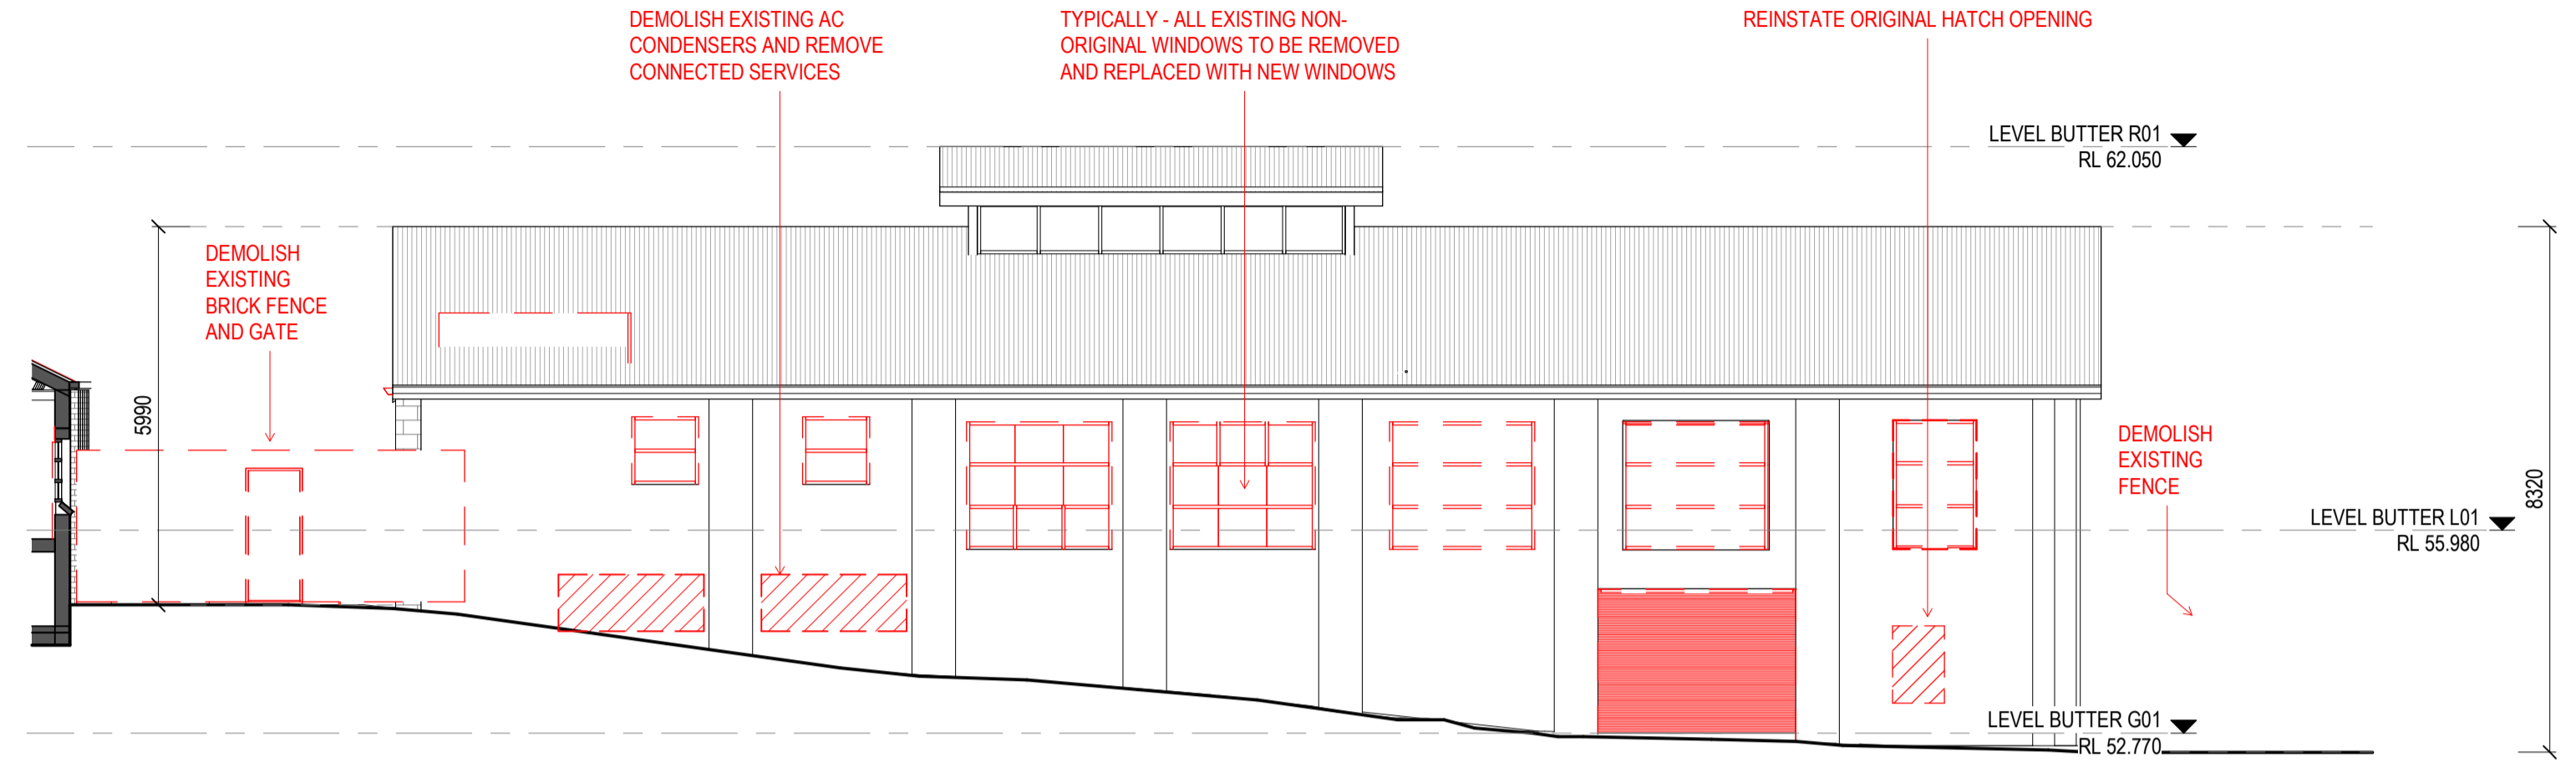 DEMOLISH EXISTING AC
CONDENSERS AND REMOVE
CONNECTED SERVICES
TYPICALLY - ALL EXISTING NON-
ORIGINAL WINDOWS TO BE REMOVED
AND REPLACED WITH NEW WINDOWS
REINSTATE ORIGINAL HATCH OPENING
LEVEL BUTTER R01
RL 62.050
DEMOLISH
EXISTING
BRICK FENCE
AND GATE
5990
DEMOLISH
EXISTING
FENCE
8320
LEVEL BUTTER L01
RL 55.980
LEVEL BUTTER G01
RL 52.770